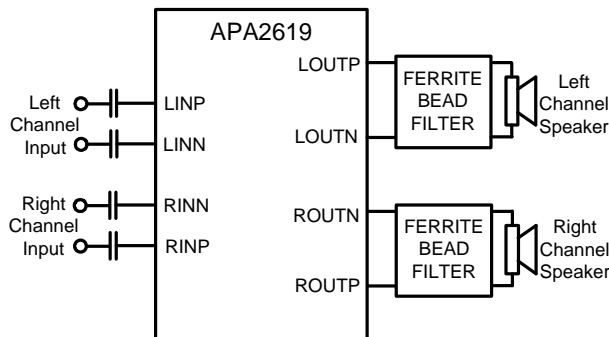 APA2619
LOUTP
FERRITE
BEAD
FILTER
Left
Channel
Speaker
Left
Channel
Input
LINP
LINN
LOUTN
Right
Channel
Input
RINN
RINP
ROUTN
FERRITE
BEAD
FILTER
Right
Channel
Speaker
ROUTP